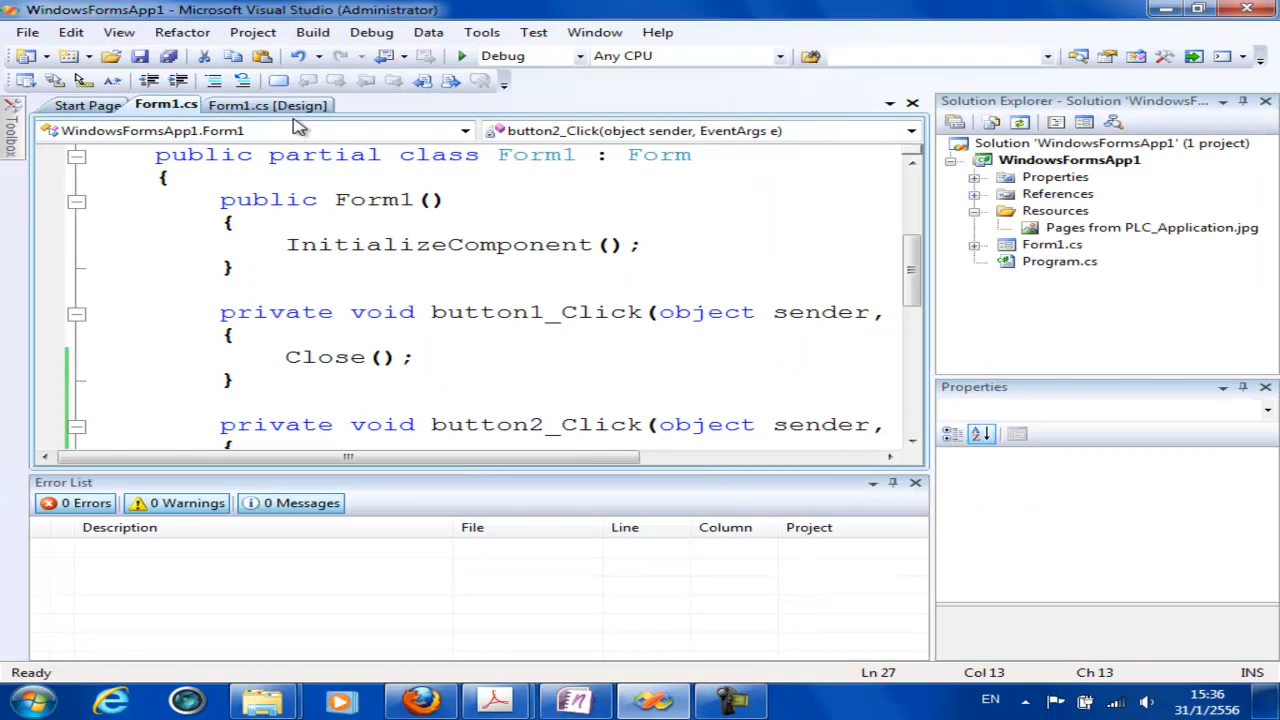 WindowsFormsApp1 - Microsoft Visual Studio (Administrator)
File Edit View Refactor Project Build Debug Data Tools Test Window Help
Debug Any CPU
Start Page Form1.cs Form1.cs [Design]
WindowsFormsApp1.Form1 button2_Click(object sender, EventArgs e)
Toolbox
public partial class Form1 : Form
{
public Form1()
{
InitializeComponent();
}
private void button1_Click(object sender,
{
Close();
}
private void button2_Click(object sender,
{
Solution Explorer - Solution 'WindowsF...
Solution 'WindowsFormsApp1' (1 project)
WindowsFormsApp1
Properties
References
Resources
Pages from PLC_Application.jpg
Form1.cs
Program.cs
Properties
Error List
0 Errors 0 Warnings 0 Messages
Description File Line Column Project
Ready Ln 27 Col 13 Ch 13 INS
EN 15:36
31/1/2556